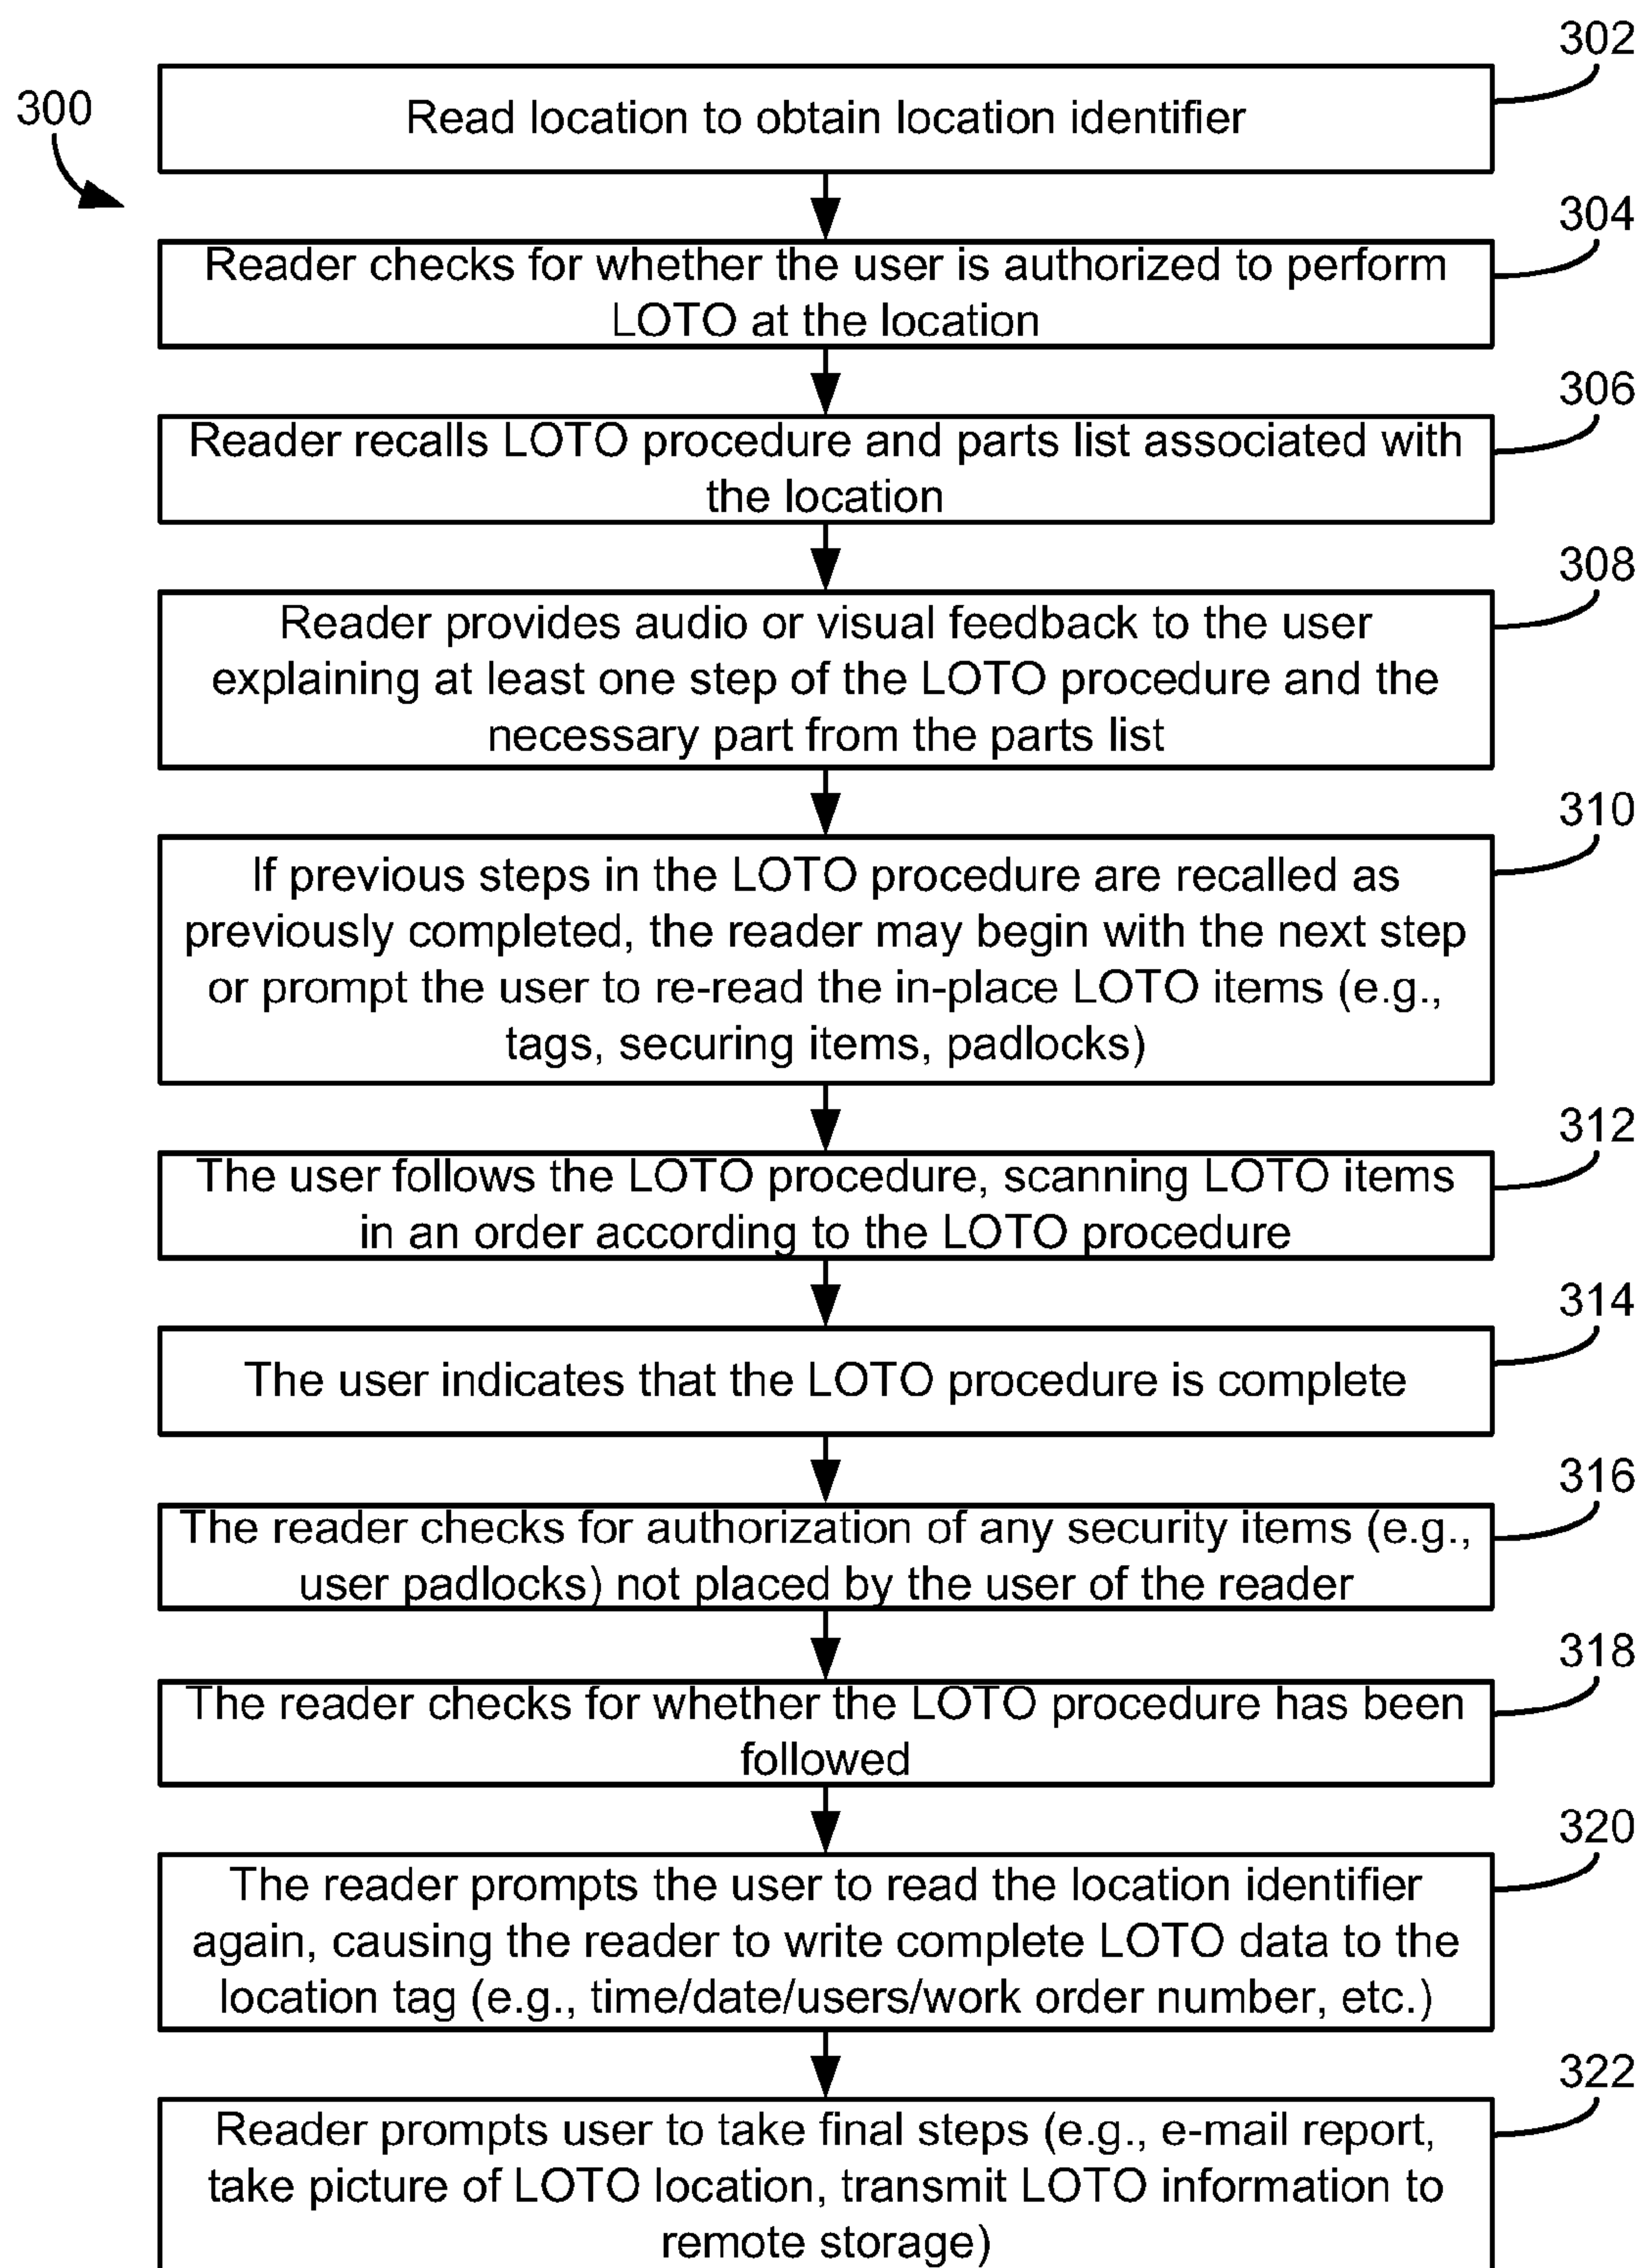 302
300
Read location to obtain location identifier
304
Reader checks for whether the user is authorized to perform
LOTO at the location
306
Reader recalls LOTO procedure and parts list associated with
the location
308
Reader provides audio or visual feedback to the user
explaining at least one step of the LOTO procedure and the
necessary part from the parts list
310
If previous steps in the LOTO procedure are recalled as
previously completed, the reader may begin with the next step
or prompt the user to re-read the in-place LOTO items (e.g.,
tags, securing items, padlocks)
312
The user follows the LOTO procedure, scanning LOTO items
in an order according to the LOTO procedure
314
The user indicates that the LOTO procedure is complete
316
The reader checks for authorization of any security items (e.g.,
user padlocks) not placed by the user of the reader
318
The reader checks for whether the LOTO procedure has been
followed
320
The reader prompts the user to read the location identifier
again, causing the reader to write complete LOTO data to the
location tag (e.g., time/date/users/work order number, etc.)
322
Reader prompts user to take final steps (e.g., e-mail report,
take picture of LOTO location, transmit LOTO information to
remote storage)